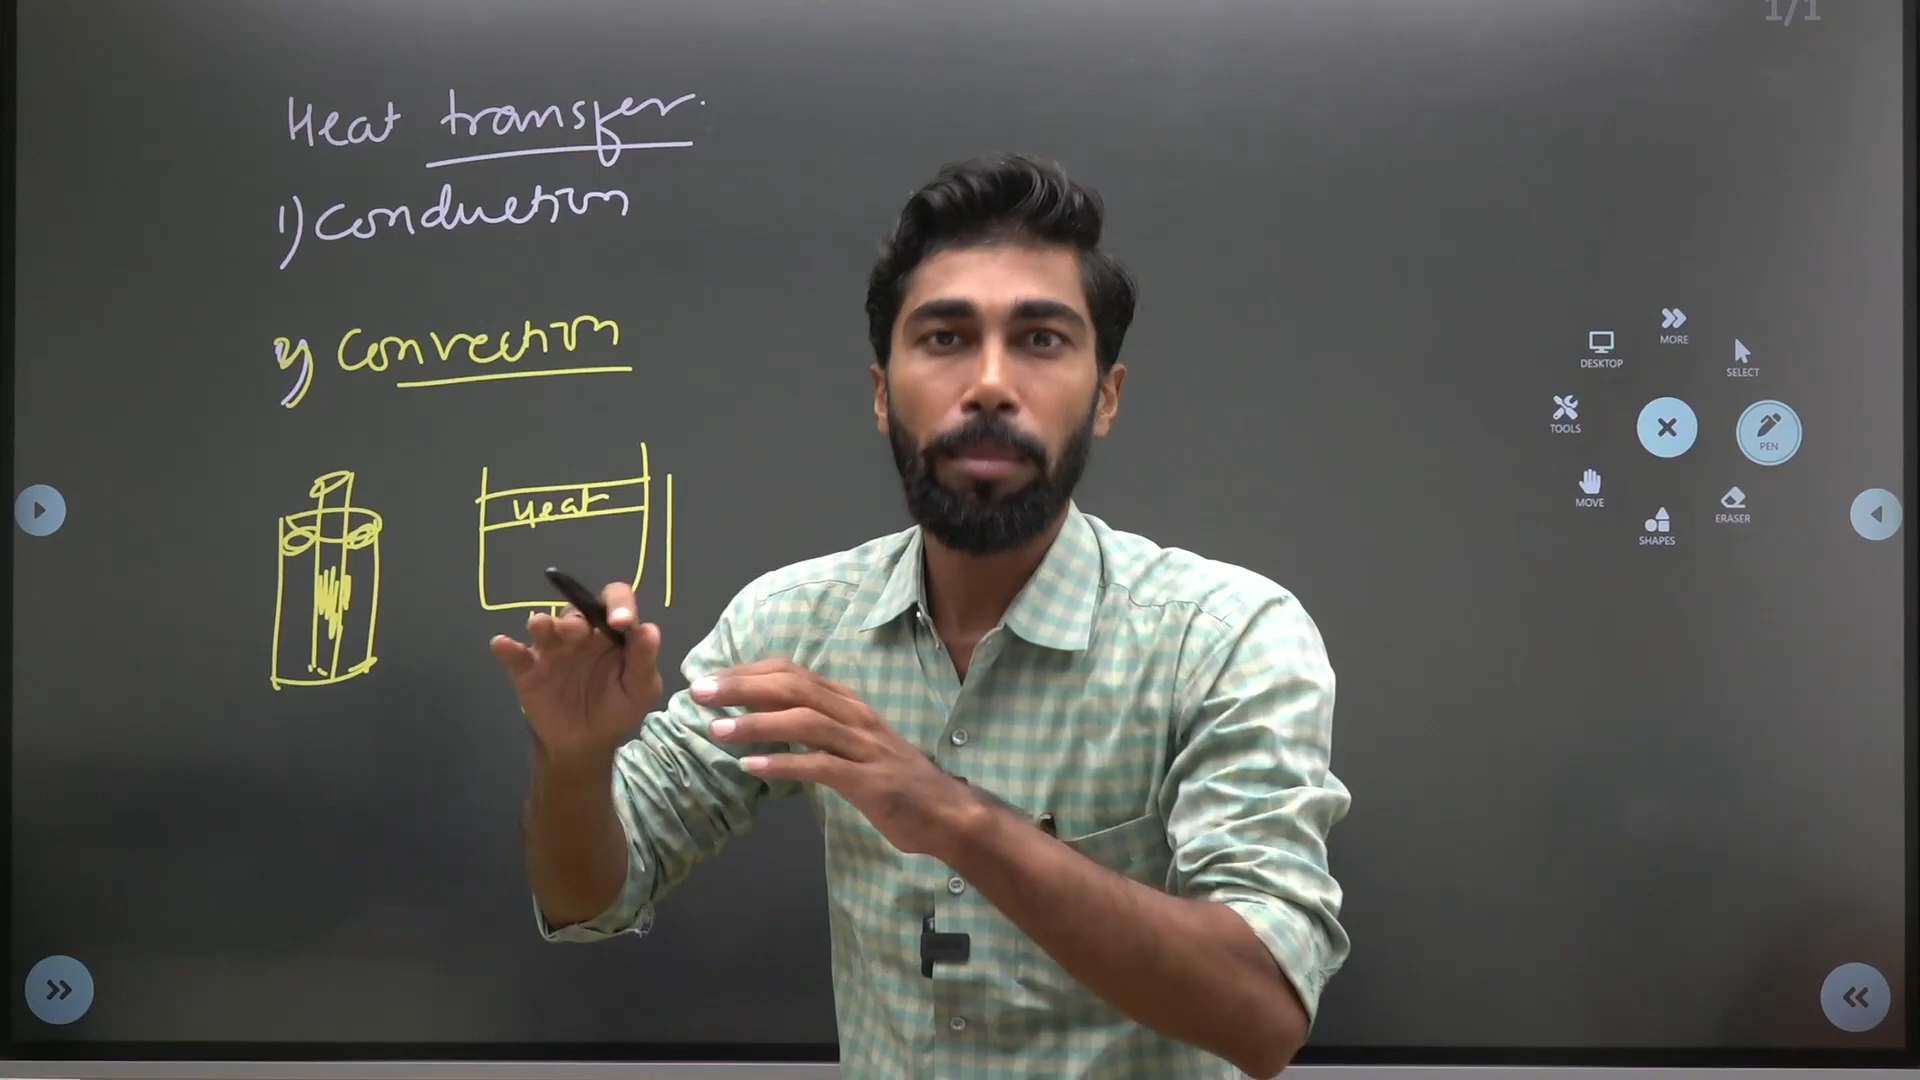 1/1
Heat transfer.
1) Conduction
2) Convection
Heat
MORE
DESKTOP
SELECT
TOOLS
PEN
MOVE
ERASER
SHAPES